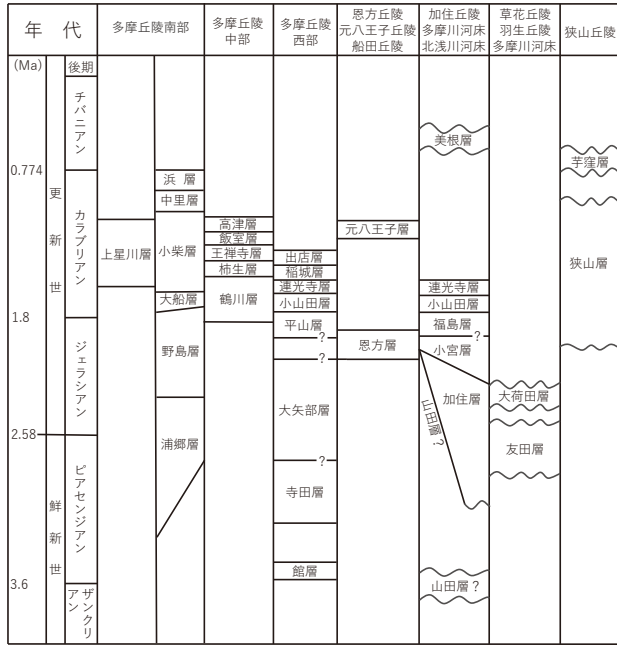 年 代
多摩丘陵南部
多摩丘陵
中部
多摩丘陵
西部
恩方丘陵
元八王子丘陵
船田丘陵
加住丘陵
多摩川河床
北浅川河床
草花丘陵
羽生丘陵
多摩川河床
狭山丘陵
(Ma)
0.774
1.8
2.58
3.6
更新世
鮮新世
後期
チバニアン
カラブリアン
ジェラシアン
ピアセンジアン
ザンクリ
アン
上星川層
浜 層
中里層
小柴層
大船層
野島層
浦郷層
高津層
飯室層
王禅寺層
柿生層
鶴川層
出店層
稲城層
連光寺層
小山田層
平山層
?
?
大矢部層
?
寺田層
館層
元八王子層
恩方層
美根層
連光寺層
小山田層
福島層
?
小宮層
加住層
山田層?
山田層?
大荷田層
友田層
芋窪層
狭山層